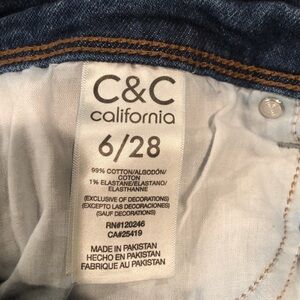 C&C
california
6/28
99% COTTON/ALGODÓN/
COTON
1% ELASTANE/ELASTANO/
ELASTHANNE
(EXCLUSIVE OF DECORATIONS)
(EXCEPTO LAS DECORACIONES)
(SAUF DECORATIONS)
RN#120246
CA#25419
MADE IN PAKISTAN
HECHO EN PAKISTAN
FABRIQUE AU PAKISTAN